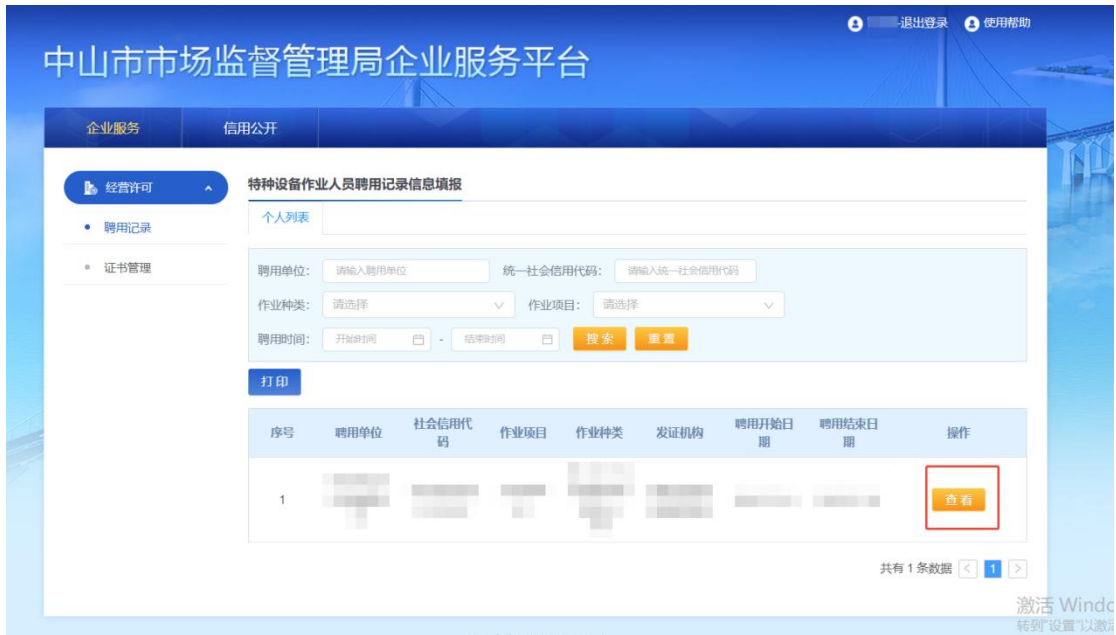 -退出登录 使用帮助
中山市市场监督管理局企业服务平台
企业服务 信用公开
经营许可
聘用记录
证书管理
特种设备作业人员聘用记录信息填报
个人列表
聘用单位: 请输入聘用单位 统一社会信用代码: 请输入统一社会信用代码
作业种类: 请选择 作业项目: 请选择
聘用时间: 开始时间 - 结束时间 搜索 重置
打印
序号 聘用单位 社会信用代码 作业项目 作业种类 发证机构 聘用开始日期 聘用结束日期 操作
1 查看
共有 1 条数据 < 1 >
激活 Windo
转到"设置"以激活